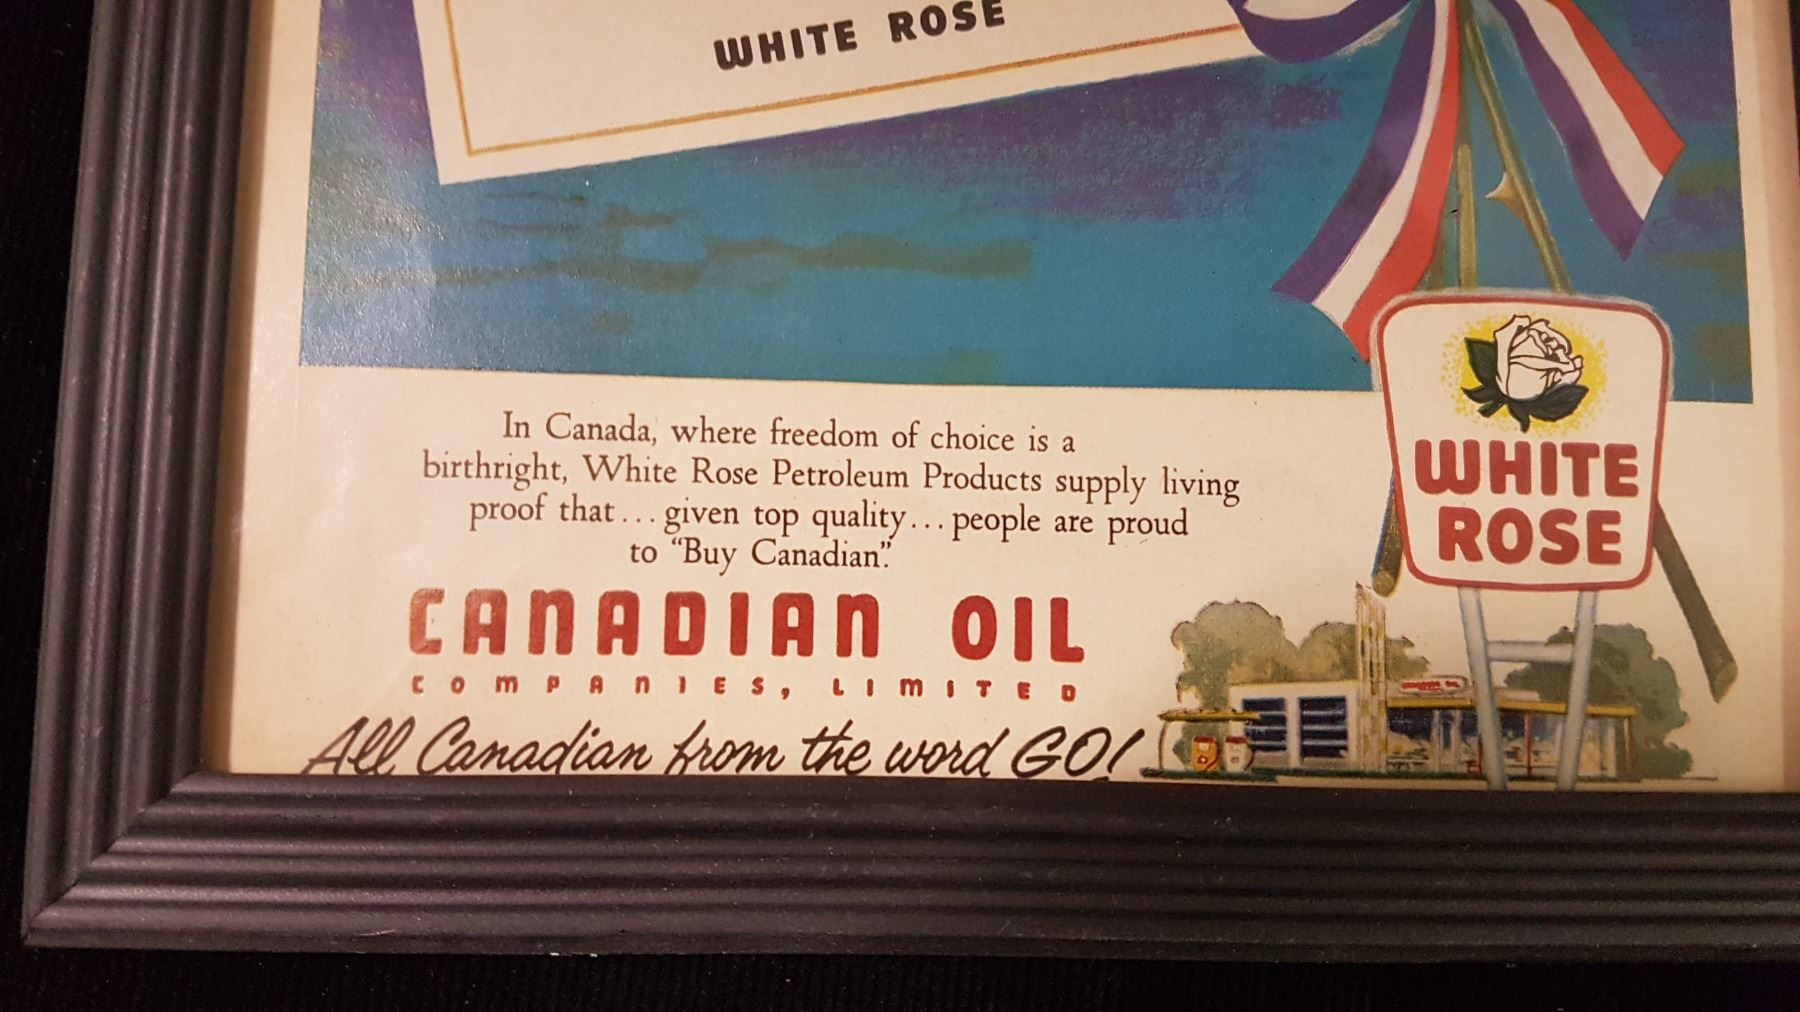 WHITE ROSE
In Canada, where freedom of choice is a
birthright, White Rose Petroleum Products supply living
proof that... given top quality... people are proud
to “Buy Canadian”.
CANADIAN OIL
COMPANIES, LIMITED
All Canadian from the word GO!
WHITE
ROSE